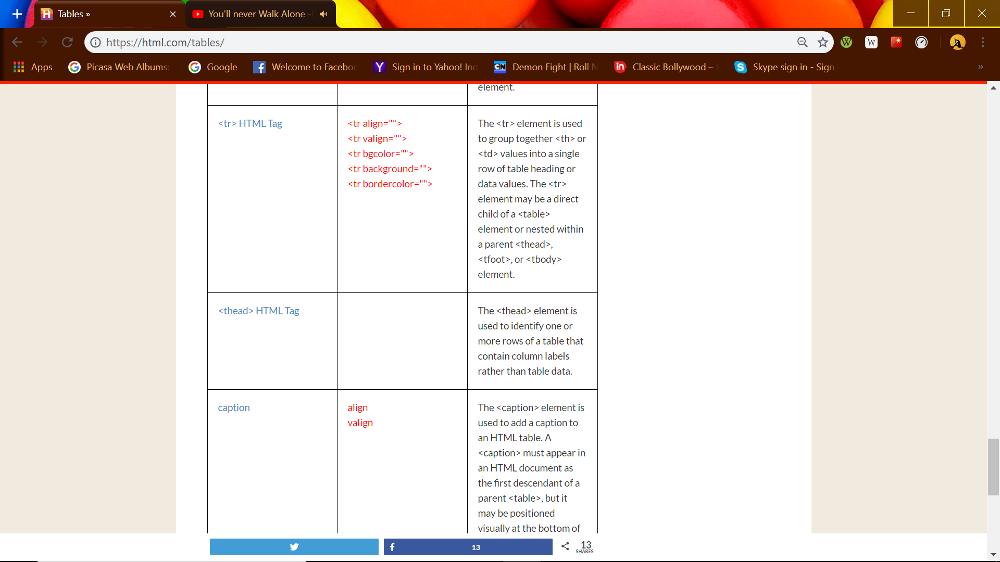 Tables »
You'll never Walk Alone -
https://html.com/tables/
Apps
Picasa Web Albums:
Google
Welcome to Faceboo
Sign in to Yahoo! Ind
CN
Demon Fight | Roll N
in
Classic Bollywood –
Skype sign in - Sign
element.
<tr> HTML Tag
<tr align="">
<tr valign="">
<tr bgcolor="">
<tr background="">
<tr bordercolor="">
The <tr> element is used
to group together <th> or
<td> values into a single
row of table heading or
data values. The <tr>
element may be a direct
child of a <table>
element or nested within
a parent <thead>,
<tfoot>, or <tbody>
element.
<thead> HTML Tag
The <thead> element is
used to identify one or
more rows of a table that
contain column labels
rather than table data.
caption
align
valign
The <caption> element is
used to add a caption to
an HTML table. A
<caption> must appear in
an HTML document as
the first descendant of a
parent <table>, but it
may be positioned
visually at the bottom of
13
13
SHARES